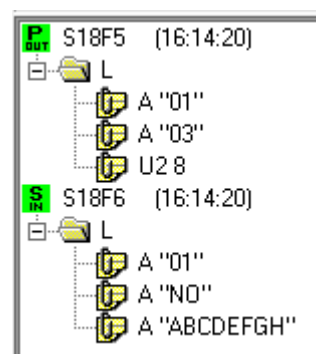 P OUT S18F5 (16:14:20)
L
A "01"
A "03"
U2 8
S IN S18F6 (16:14:20)
L
A "01"
A "NO"
A "ABCDEFGH"